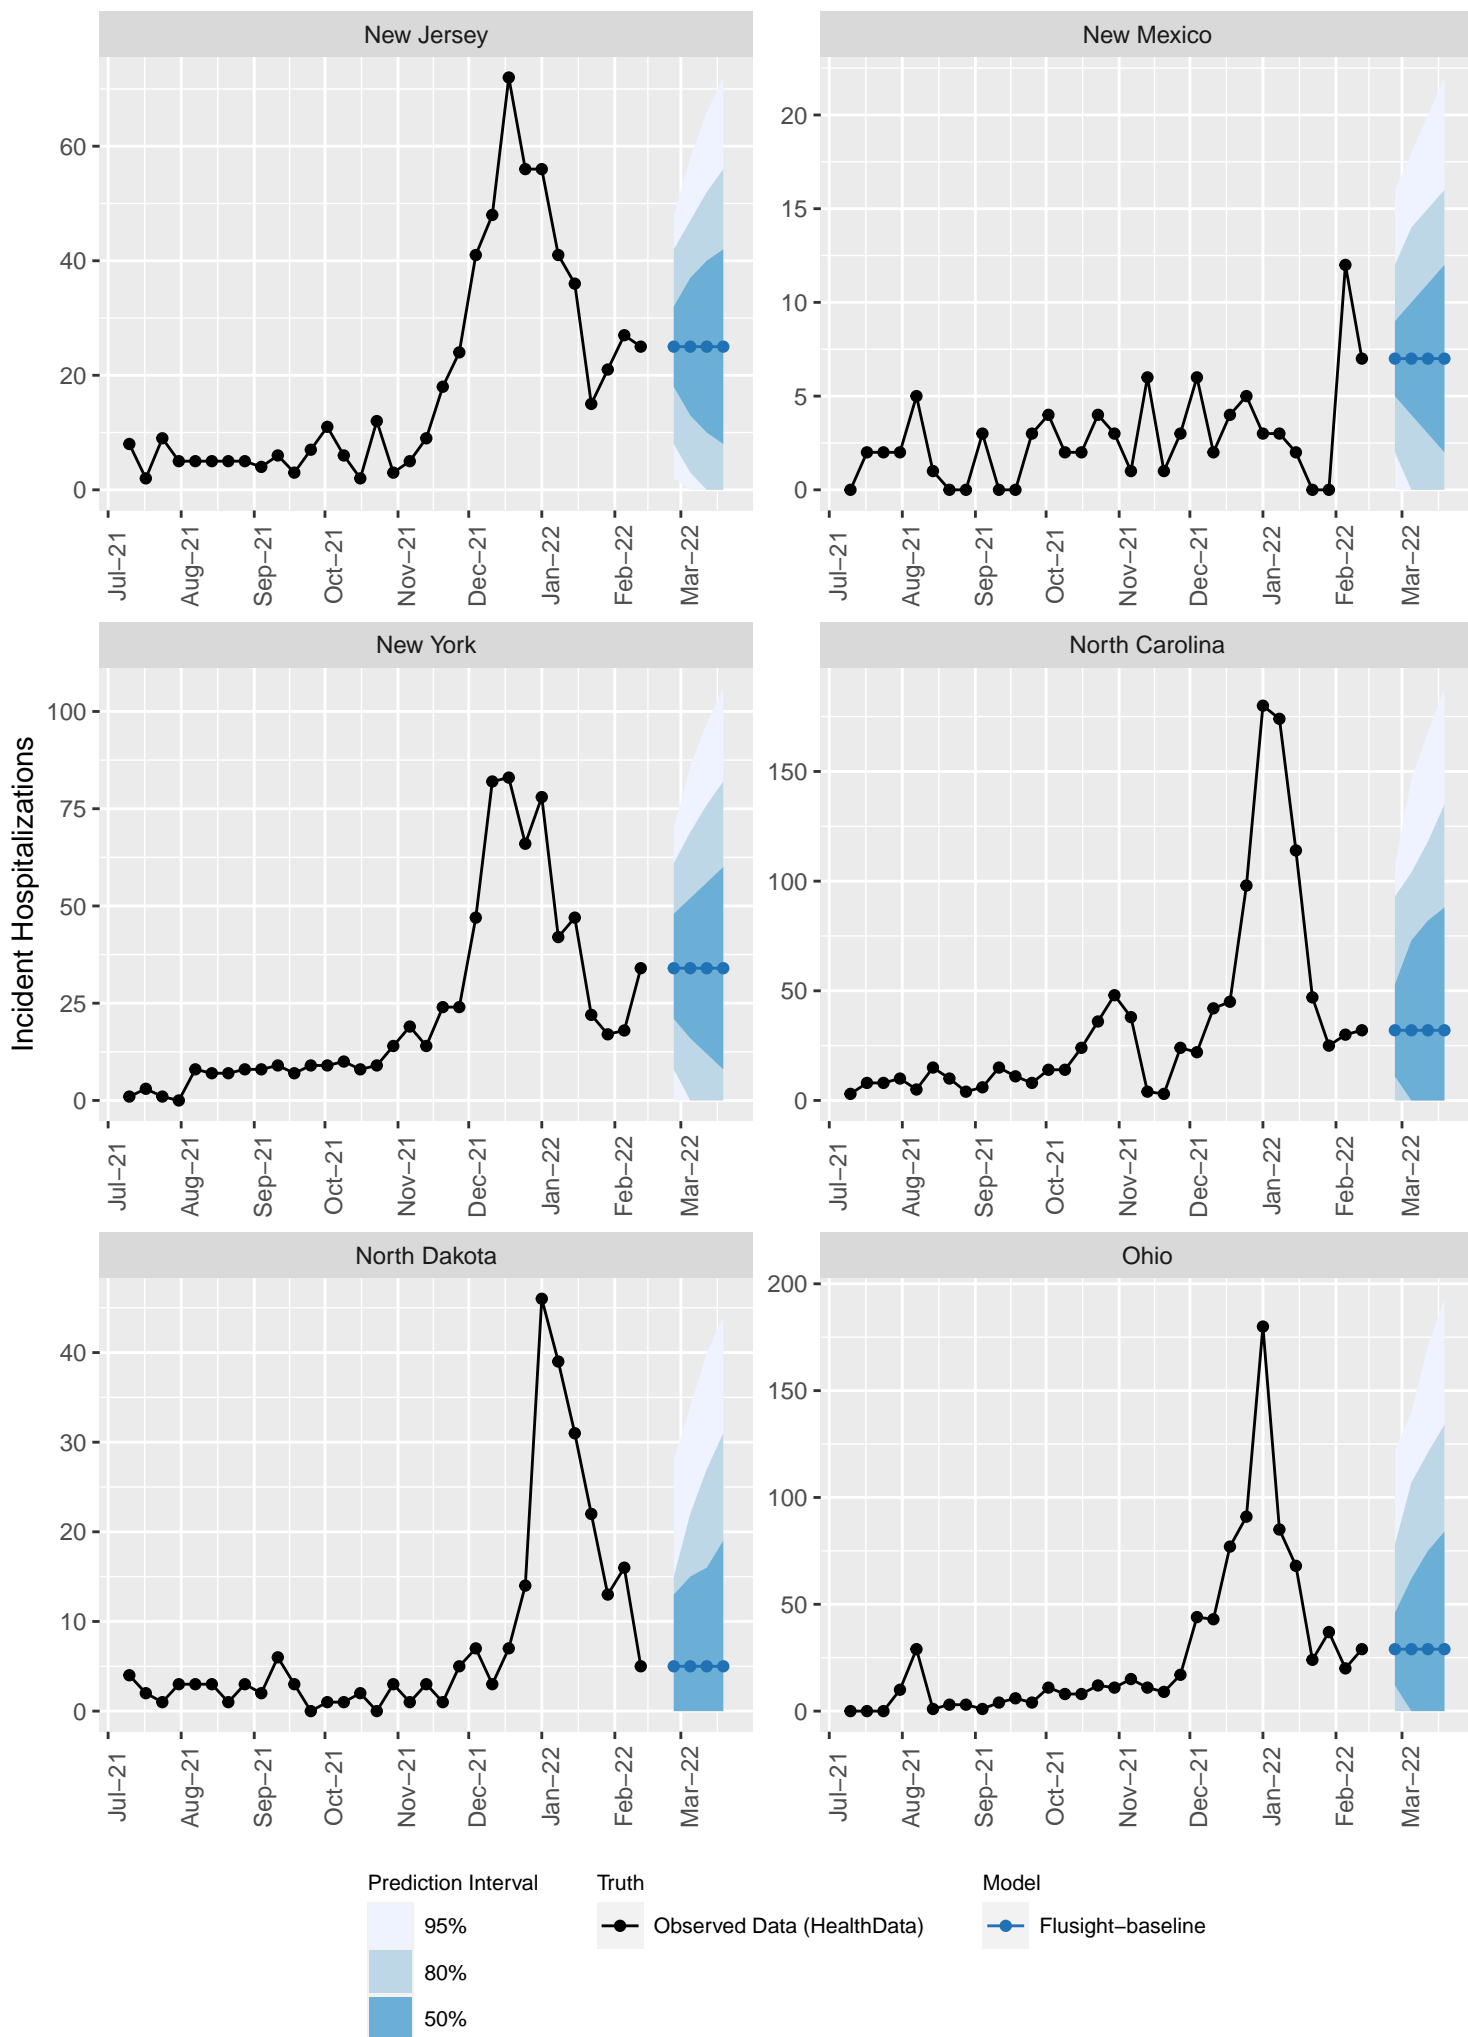 New Jersey
New Mexico
60
40
20
0
20
15
10
5
0
Jul−21
Aug−21
Sep−21
Oct−21
Nov−21
Dec−21
Jan−22
Feb−22
Mar−22
Jul−21
Aug−21
Sep−21
Oct−21
Nov−21
Dec−21
Jan−22
Feb−22
Mar−22
Incident Hospitalizations
New York
North Carolina
100
75
50
25
0
150
100
50
0
Jul−21
Aug−21
Sep−21
Oct−21
Nov−21
Dec−21
Jan−22
Feb−22
Mar−22
Jul−21
Aug−21
Sep−21
Oct−21
Nov−21
Dec−21
Jan−22
Feb−22
Mar−22
North Dakota
Ohio
40
30
20
10
0
200
150
100
50
0
Jul−21
Aug−21
Sep−21
Oct−21
Nov−21
Dec−21
Jan−22
Feb−22
Mar−22
Jul−21
Aug−21
Sep−21
Oct−21
Nov−21
Dec−21
Jan−22
Feb−22
Mar−22
Prediction Interval
95%
80%
50%
Truth
Observed Data (HealthData)
Model
Flusight−baseline